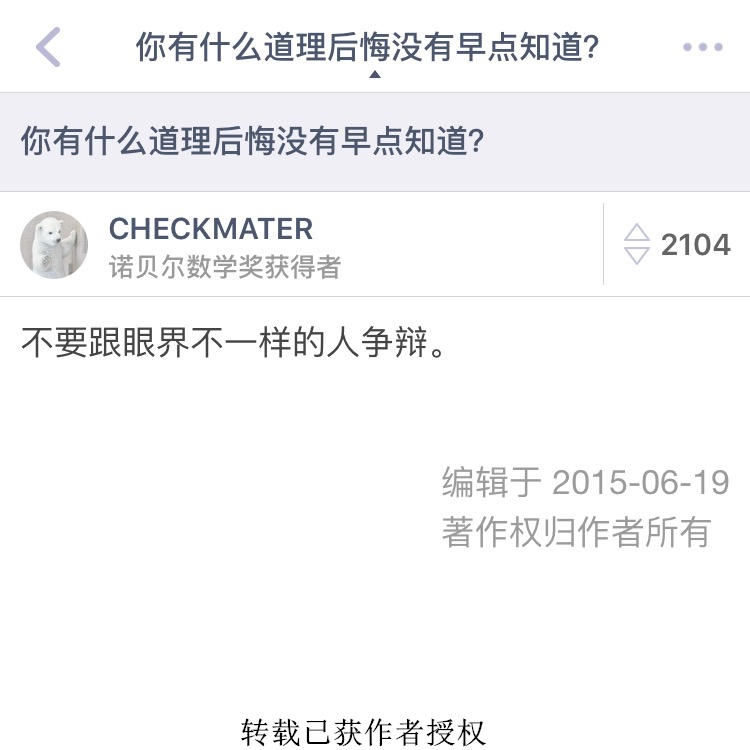 你有什么道理后悔没有早点知道?
你有什么道理后悔没有早点知道?
CHECKMATER
诺贝尔数学奖获得者
2104
不要跟眼界不一样的人争辩。
编辑于 2015-06-19
著作权归作者所有
转载已获作者授权